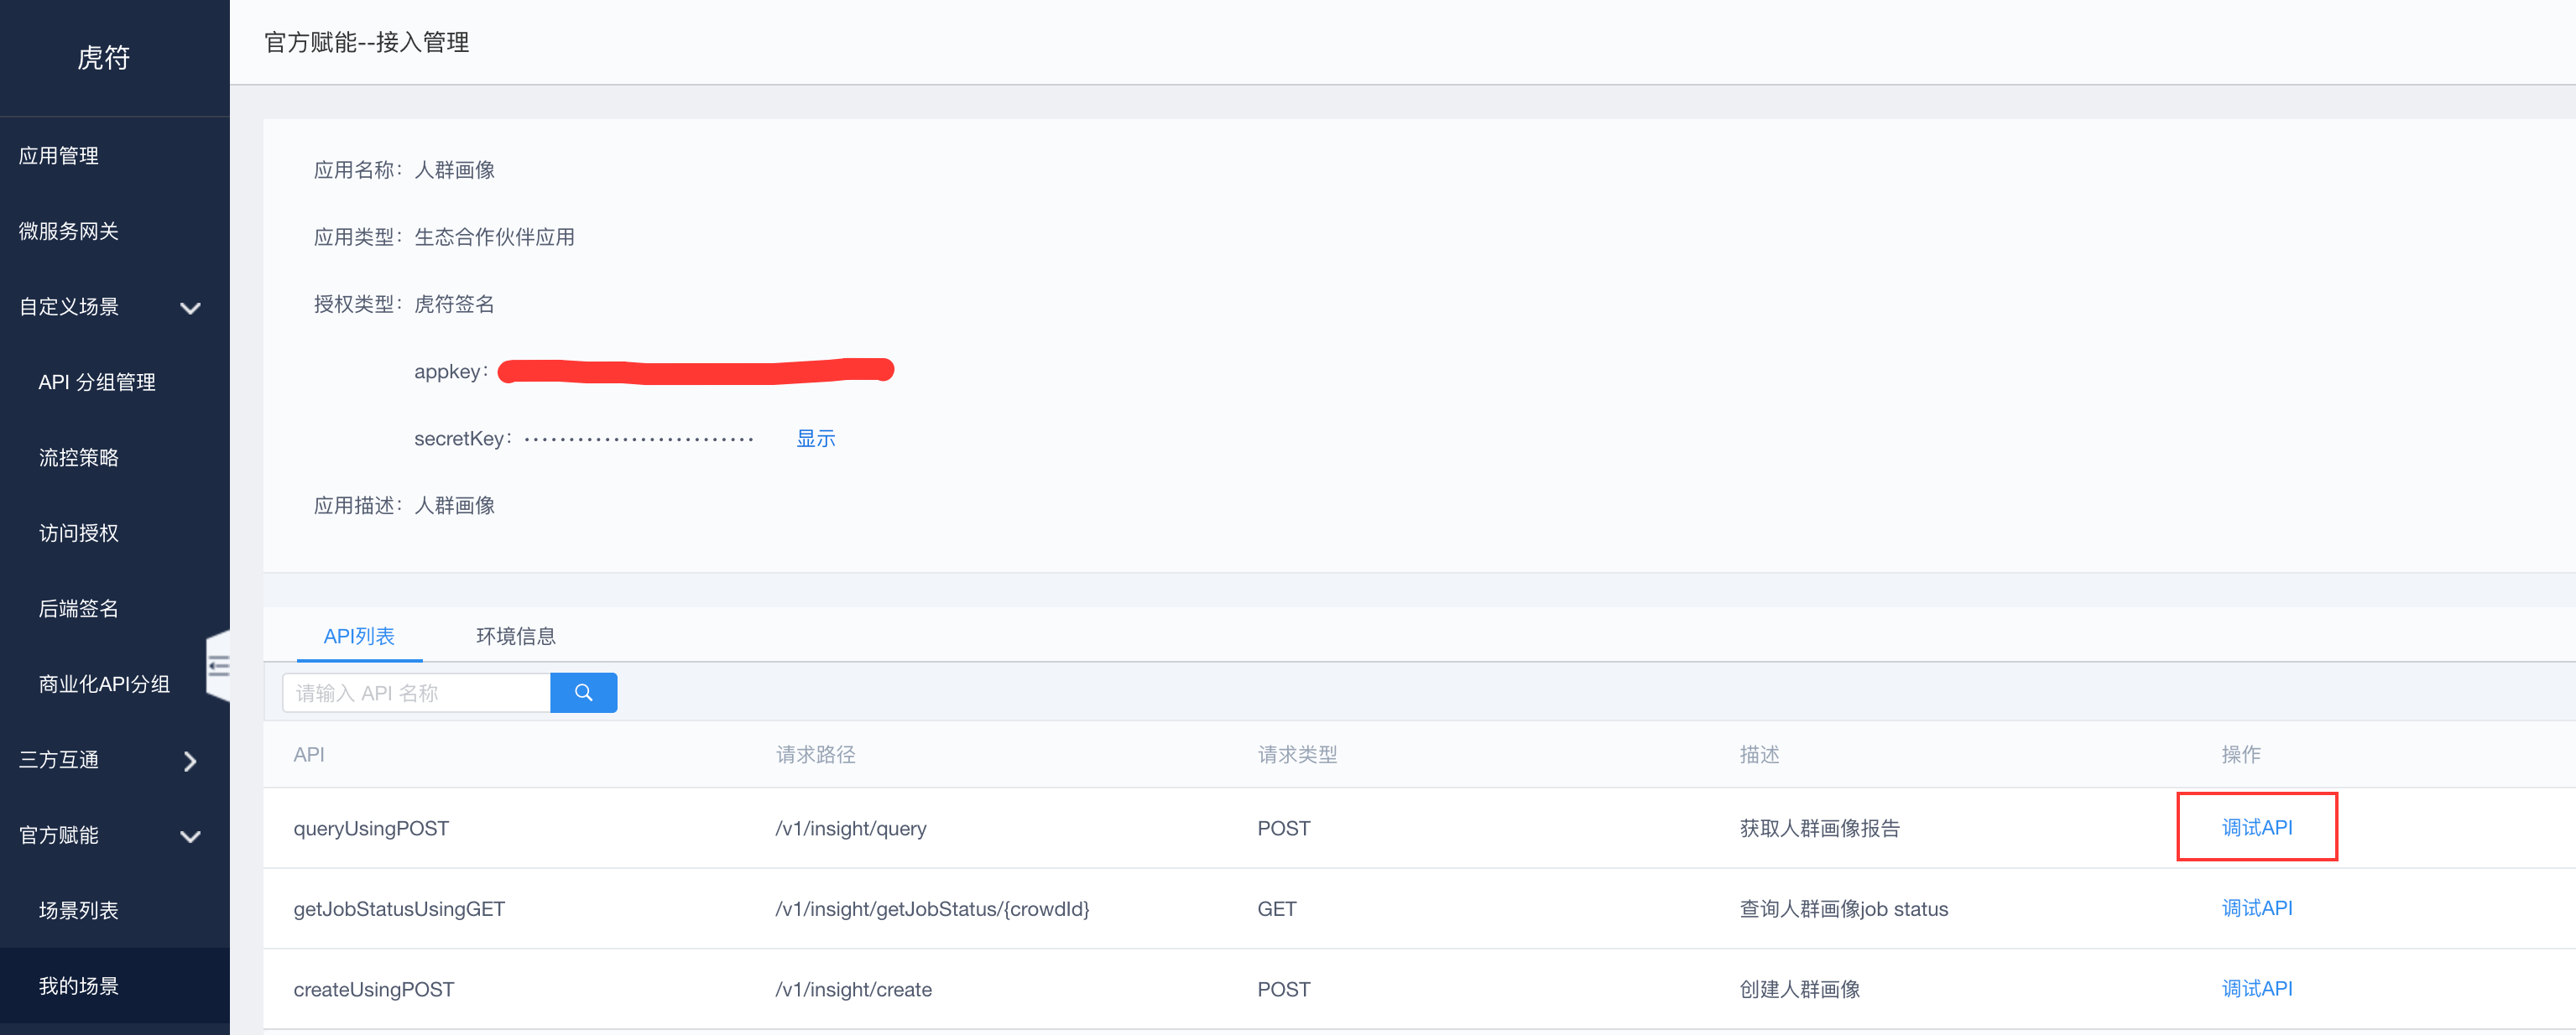 虎符
应用管理
微服务网关
自定义场景
API 分组管理
流控策略
访问授权
后端签名
商业化API分组
三方互通
官方赋能
场景列表
我的场景
官方赋能--接入管理
应用名称：人群画像
应用类型：生态合作伙伴应用
授权类型：虎符签名
appkey：
secretKey： ·························· 显示
应用描述：人群画像
API列表 环境信息
请输入 API 名称
API 请求路径 请求类型 描述 操作
queryUsingPOST /v1/insight/query POST 获取人群画像报告 调试API
getJobStatusUsingGET /v1/insight/getJobStatus/{crowdId} GET 查询人群画像job status 调试API
createUsingPOST /v1/insight/create POST 创建人群画像 调试API